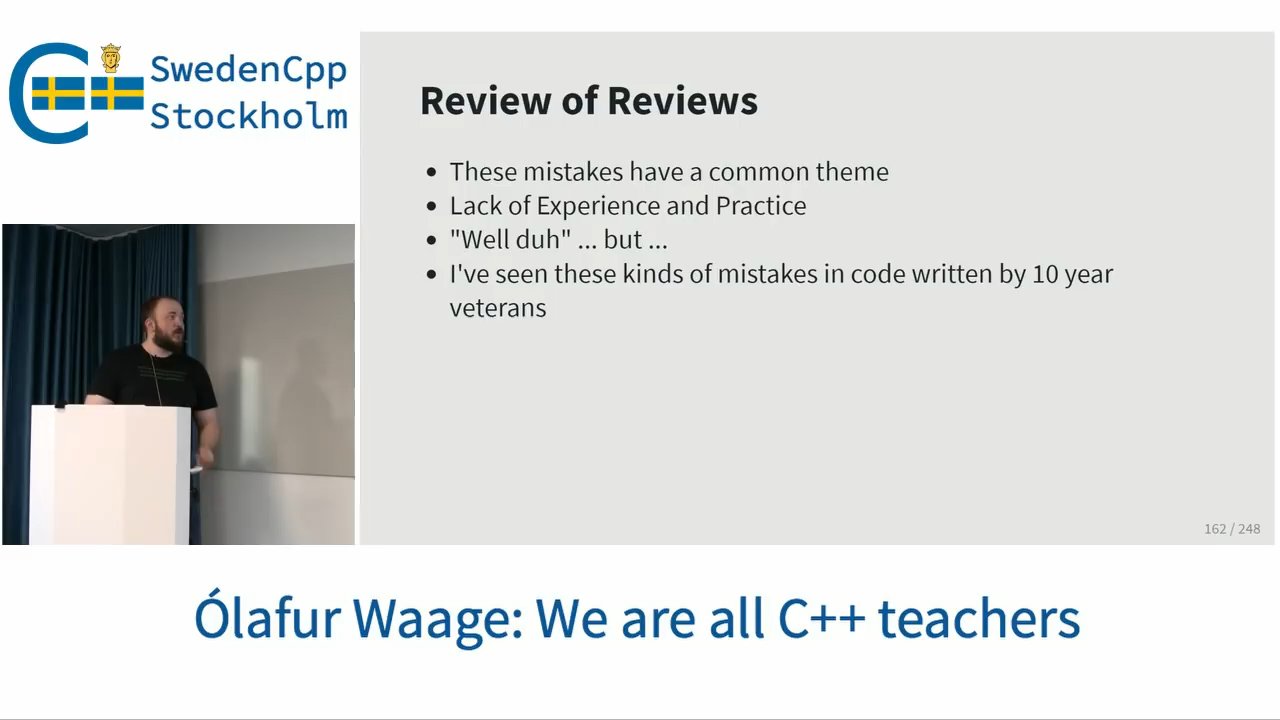 SwedenCpp
Stockholm
Review of Reviews
• These mistakes have a common theme
• Lack of Experience and Practice
• "Well duh" ... but ...
• I've seen these kinds of mistakes in code written by 10 year
veterans
162 / 248
Ólafur Waage: We are all C++ teachers